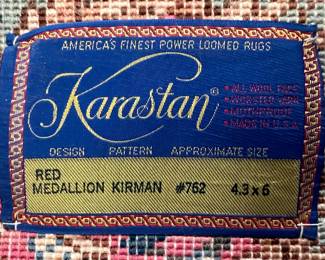 AMERICA'S FINEST POWER LOOMED RUGS
Karastan®
• ALL WOOL FACE
• WORSTED YARN
• MOTHPROOF
• MADE IN U.S.A.
DESIGN PATTERN APPROXIMATE SIZE
RED
MEDALLION KIRMAN #762 4.3 x 6